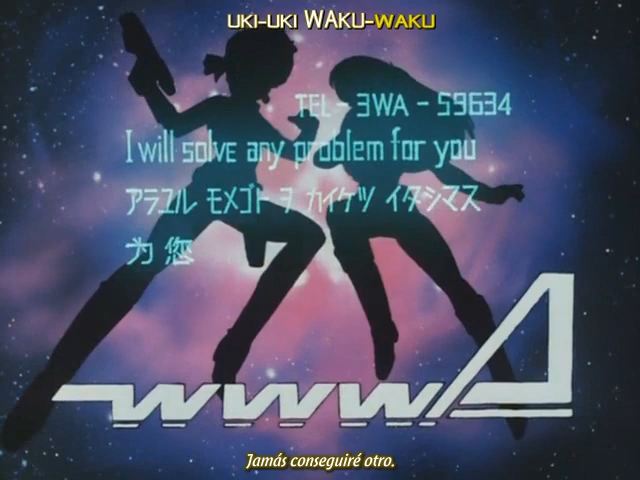 UKI-UKI WAKU-WAKU
TEL - 3WA - 59634
I will solve any problem for you
アラユル モメゴト ヲ カイケツ イタシマス
为 您
WWWA
Jamás conseguiré otro.